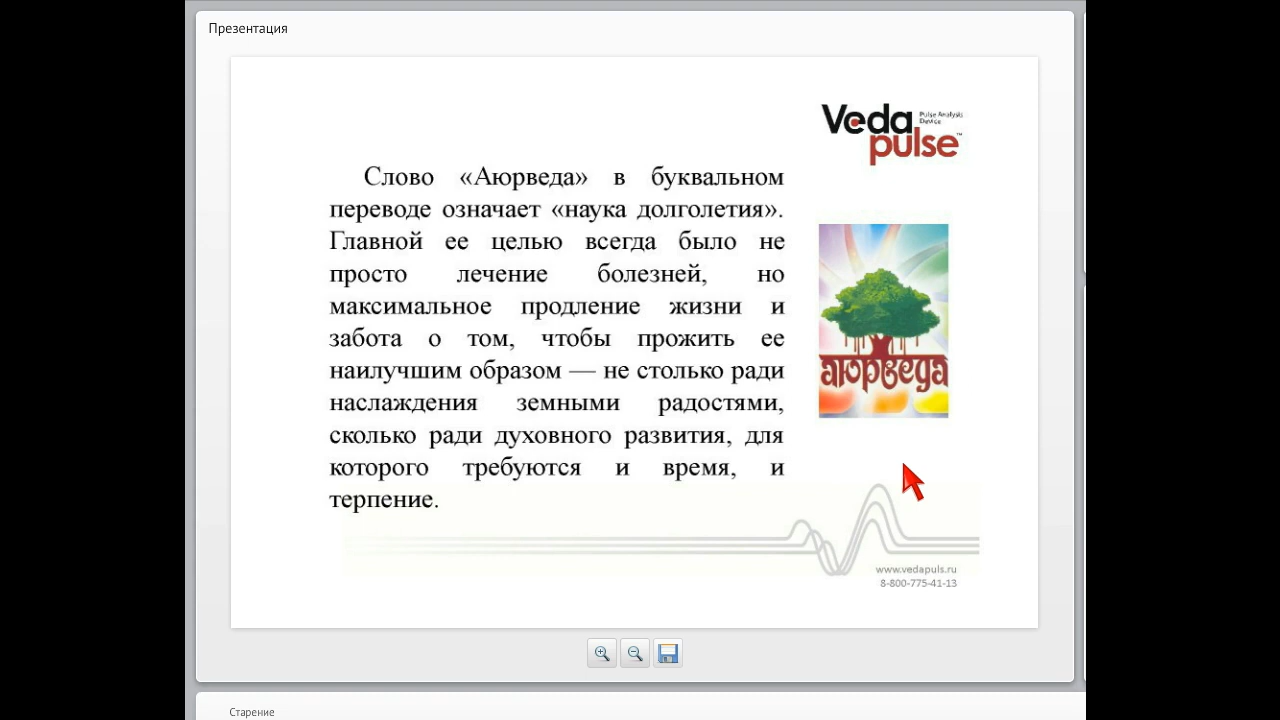 Презентация
Veda Pulse Analysis
Device
pulse™
Слово «Аюрведа» в буквальном
переводе означает «наука долголетия».
Главной ее целью всегда было не
просто лечение болезней, но
максимальное продление жизни и
забота о том, чтобы прожить ее
наилучшим образом — не столько ради
наслаждения земными радостями,
сколько ради духовного развития, для
которого требуются и время, и
терпение.
аюрведа
www.vedapuls.ru
8-800-775-41-13
Старение